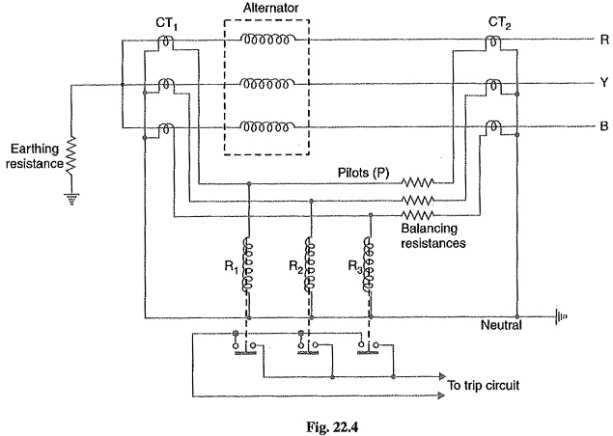 Alternator
CT1
CT2
R
Y
B
Earthing
resistance
Pilots (P)
Balancing
resistances
R1
R2
R3
Neutral
To trip circuit
Fig. 22.4